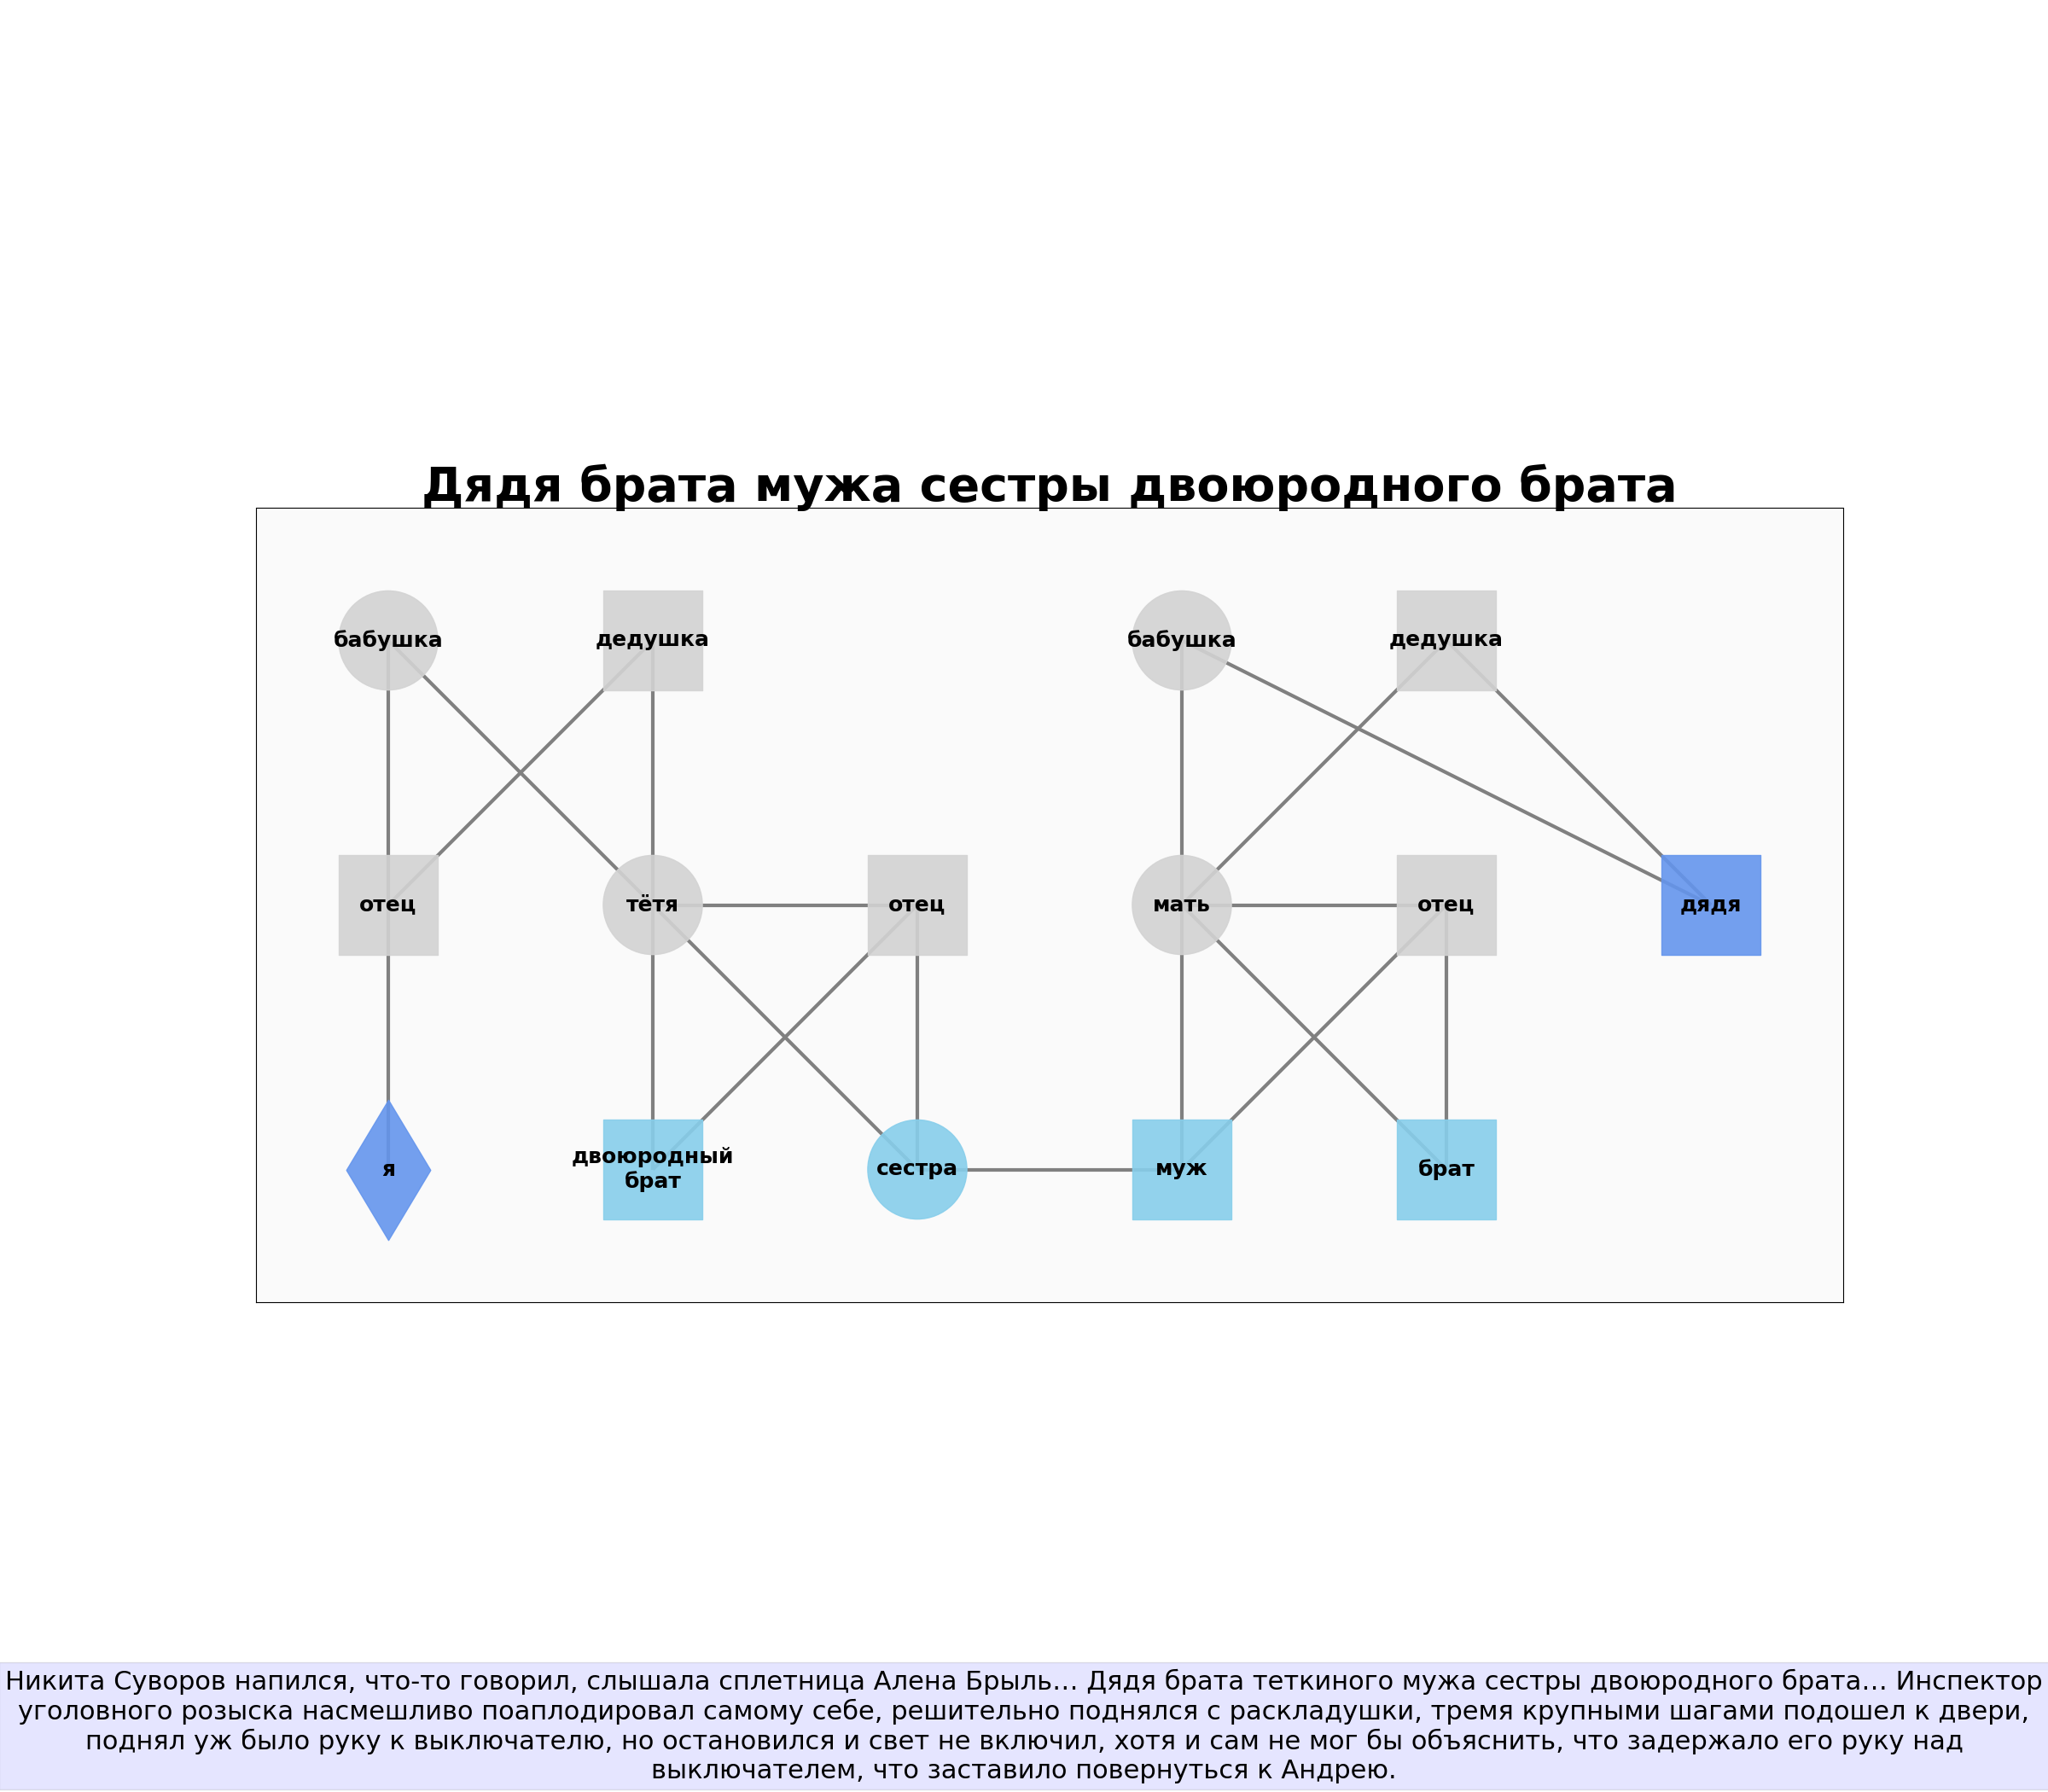 Дядя брата мужа сестры двоюродного брата
бабушка
дедушка
бабушка
дедушка
отец
тётя
отец
мать
отец
дядя
я
двоюродный
брат
сестра
муж
брат
Никита Суворов напился, что-то говорил, слышала сплетница Алена Брыль... Дядя брата теткиного мужа сестры двоюродного брата... Инспектор
уголовного розыска насмешливо поаплодировал самому себе, решительно поднялся с раскладушки, тремя крупными шагами подошел к двери,
поднял уж было руку к выключателю, но остановился и свет не включил, хотя и сам не мог бы объяснить, что задержало его руку над
выключателем, что заставило повернуться к Андрею.